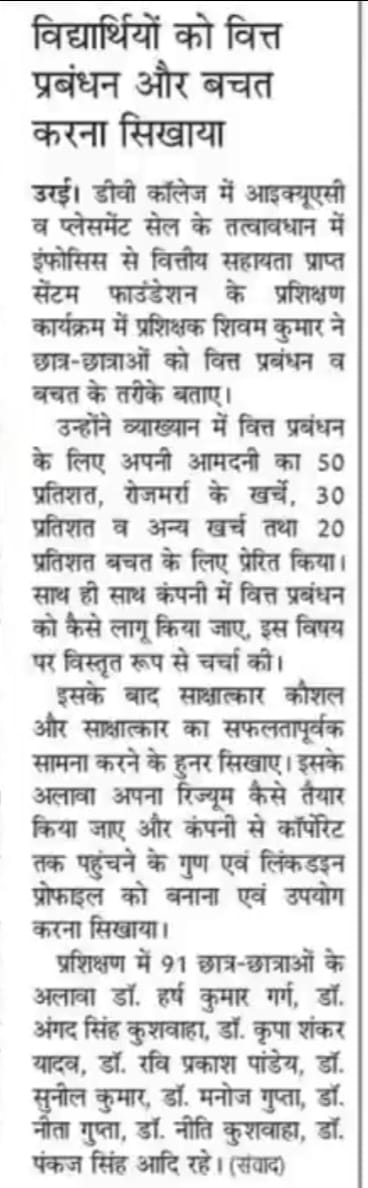 विद्यार्थियों को वित्त
प्रबंधन और बचत
करना सिखाया
उरई। डीवी कॉलेज में आइक्यूएसी
व प्लेसमेंट सेल के तत्वावधान में
इंफोसिस से वित्तीय सहायता प्राप्त
सेंटम फाउंडेशन के प्रशिक्षण
कार्यक्रम में प्रशिक्षक शिवम कुमार ने
छात्र-छात्राओं को वित्त प्रबंधन व
बचत के तरीके बताए।
उन्होंने व्याख्यान में वित्त प्रबंधन
के लिए अपनी आमदनी का 50
प्रतिशत, रोजमर्रा के खर्चे, 30
प्रतिशत व अन्य खर्च तथा 20
प्रतिशत बचत के लिए प्रेरित किया।
साथ ही साथ कंपनी में वित्त प्रबंधन
को कैसे लागू किया जाए, इस विषय
पर विस्तृत रूप से चर्चा की।
इसके बाद साक्षात्कार कौशल
और साक्षात्कार का सफलतापूर्वक
सामना करने के हुनर सिखाए। इसके
अलावा अपना रिज्यूम कैसे तैयार
किया जाए और कंपनी से कॉर्पोरेट
तक पहुंचने के गुण एवं लिंकडइन
प्रोफाइल को बनाना एवं उपयोग
करना सिखाया।
प्रशिक्षण में 91 छात्र-छात्राओं के
अलावा डॉ. हर्ष कुमार गर्ग, डॉ.
अंगद सिंह कुशवाहा, डॉ. कृपा शंकर
यादव, डॉ. रवि प्रकाश पांडेय, डॉ.
सुनील कुमार, डॉ. मनोज गुप्ता, डॉ.
नीता गुप्ता, डॉ. नीति कुशवाहा, डॉ.
पंकज सिंह आदि रहे। (संवाद)